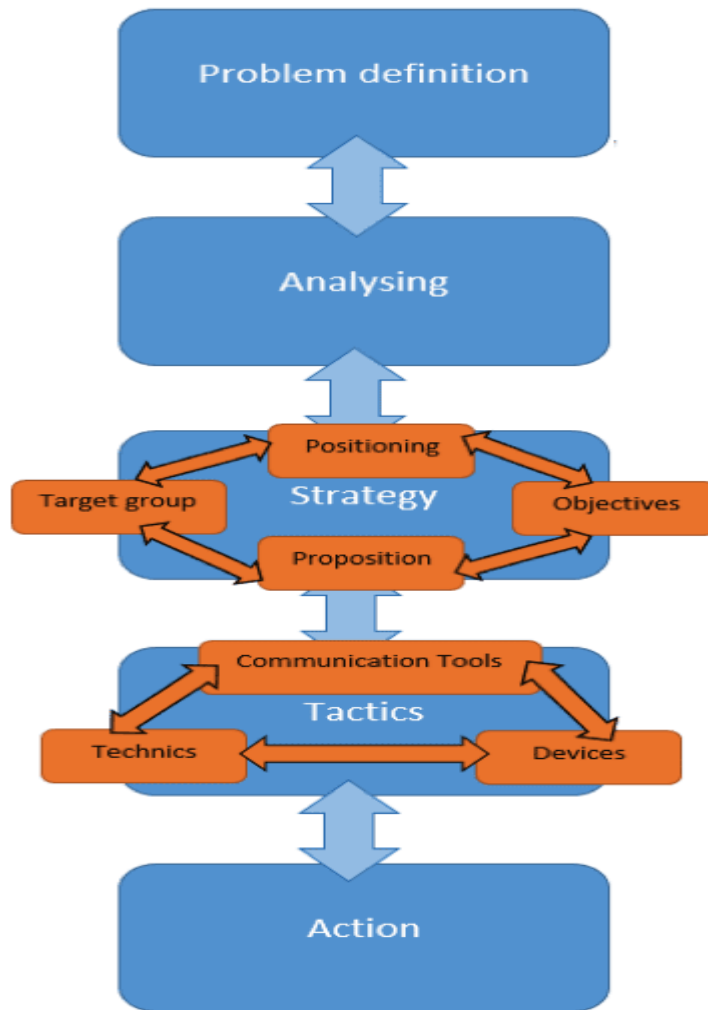 Problem definition
Analysing
Positioning
Target group
Strategy
Objectives
Proposition
Communication Tools
Tactics
Technics
Devices
Action